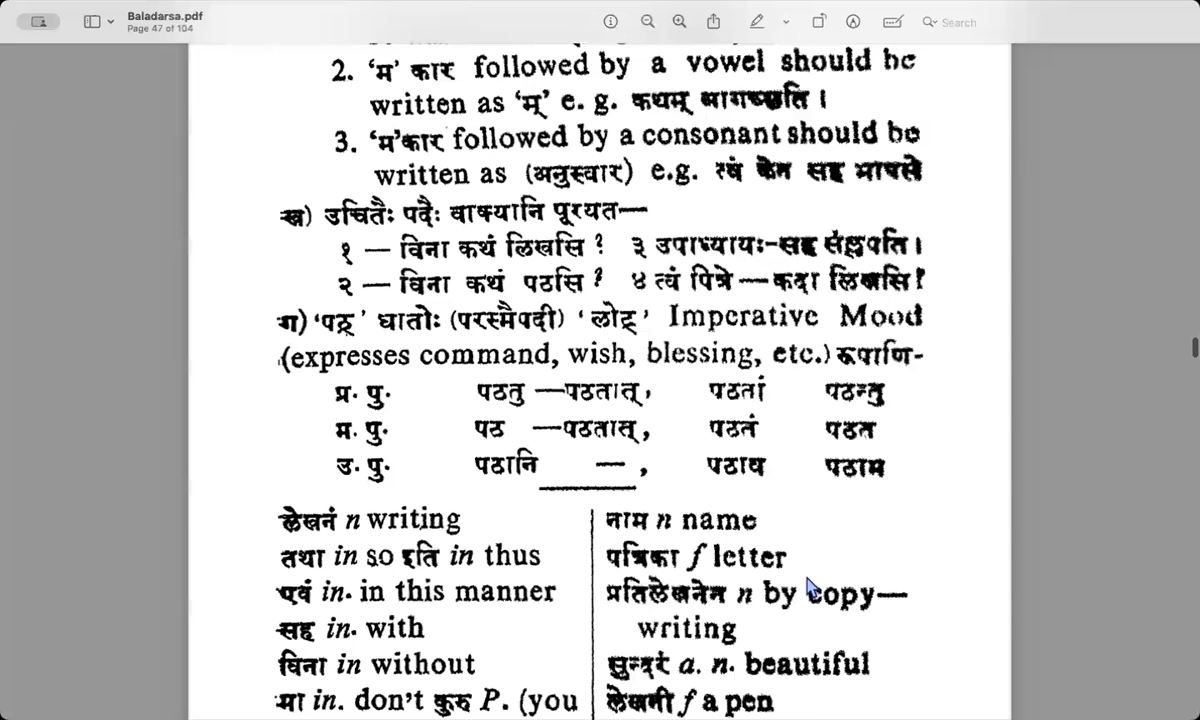 Baladarsa.pdf
Page 47 of 104
Search
2. ‘म’ कार followed by a vowel should be
written as ‘म्’ e. g. कथम् आगच्छति ।
3. ‘म’कार followed by a consonant should be
written as (अनुस्वार) e.g. त्वं केन सह भाषसे
ख) उचितैः पदैः वाक्यानि पूरयत—
१ — विना कथं लिखसि ? ३ उपाध्यायः-सह संल्लपति ।
२ — विना कथं पठसि ? ४ त्वं पित्रे — कदा लिखसि ?
ग) ‘पठ्’ धातोः (परस्मैपदी) ‘लोट्’ Imperative Mood
(expresses command, wish, blessing, etc.) रूपाणि-
प्र. पु. पठतु —पठतात्, पठतां पठन्तु
म. पु. पठ —पठतात्, पठतं पठत
उ. पु. पठानि —, पठाव पठाम
लेखनं n writing
तथा in so इति in thus
एवं in. in this manner
सह in. with
विना in without
मा in. don't कुरु P. (you
नाम n name
पत्रिका f letter
प्रतिलेखनेन n by copy—
writing
सुन्दरं a. n. beautiful
लेखनी f a pen